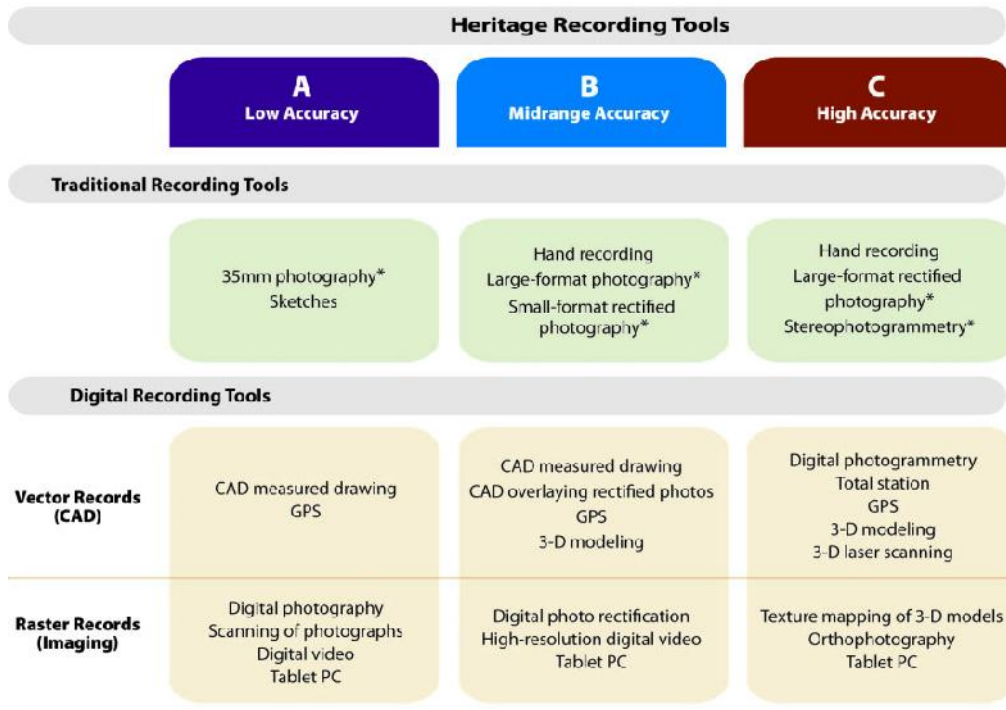 Heritage Recording Tools
A
Low Accuracy
B
Midrange Accuracy
C
High Accuracy
Traditional Recording Tools
35mm photography*
Sketches
Hand recording
Large-format photography*
Small-format rectified
photography*
Hand recording
Large-format rectified
photography*
Stereophotogrammetry*
Digital Recording Tools
Vector Records
(CAD)
CAD measured drawing
GPS
CAD measured drawing
CAD overlaying rectified photos
GPS
3-D modeling
Digital photogrammetry
Total station
GPS
3-D modeling
3-D laser scanning
Raster Records
(Imaging)
Digital photography
Scanning of photographs
Digital video
Tablet PC
Digital photo rectification
High-resolution digital video
Tablet PC
Texture mapping of 3-D models
Orthophotography
Tablet PC